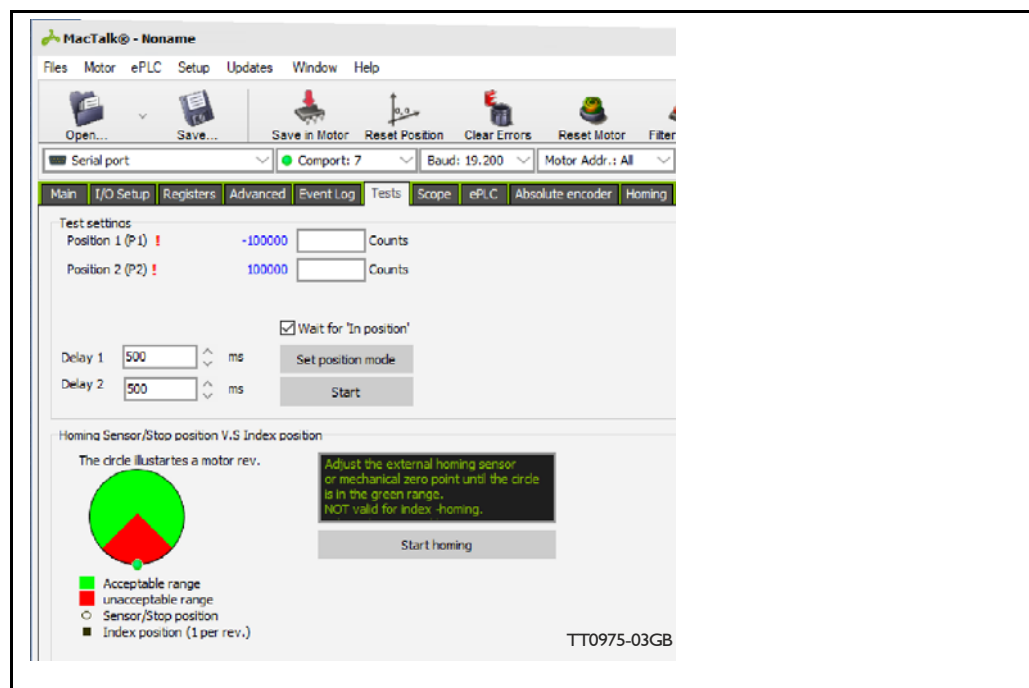 MacTalk® - Noname
Files Motor ePLC Setup Updates Window Help
Open... Save... Save in Motor Reset Position Clear Errors Reset Motor Filter
Serial port Comport: 7 Baud: 19.200 Motor Addr.: All
Main I/O Setup Registers Advanced Event Log Tests Scope ePLC Absolute encoder Homing
Test settings
Position 1 (P1) ! -100000 Counts
Position 2 (P2) ! 100000 Counts
Wait for 'In position'
Delay 1 500 ms Set position mode
Delay 2 500 ms Start
Homing Sensor/Stop position V.S Index position
The circle illustartes a motor rev.
Adjust the external homing sensor
or mechanical zero point until the circle
is in the green range.
NOT valid for index -homing.
Start homing
Acceptable range
unacceptable range
Sensor/Stop position
Index position (1 per rev.)
TT0975-03GB